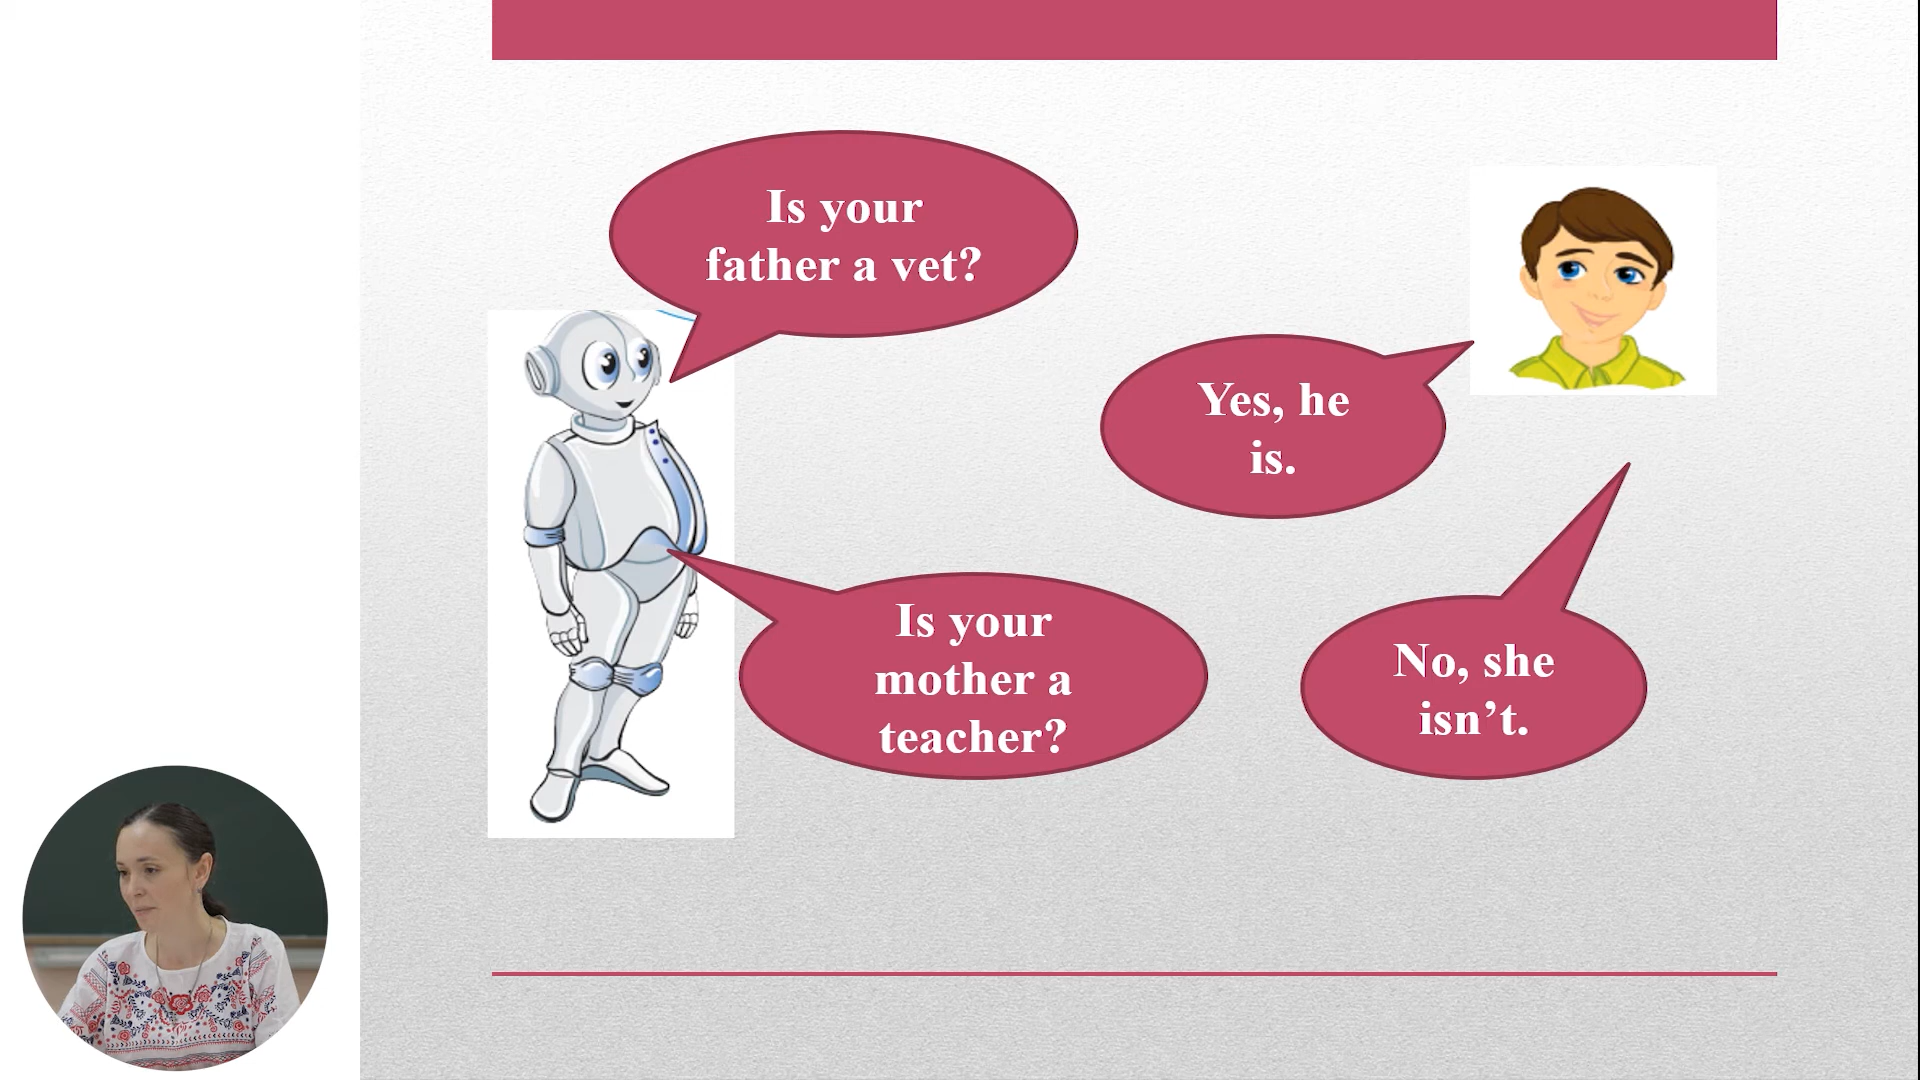 Is your
father a vet?
Yes, he
is.
Is your
mother a
teacher?
No, she
isn’t.